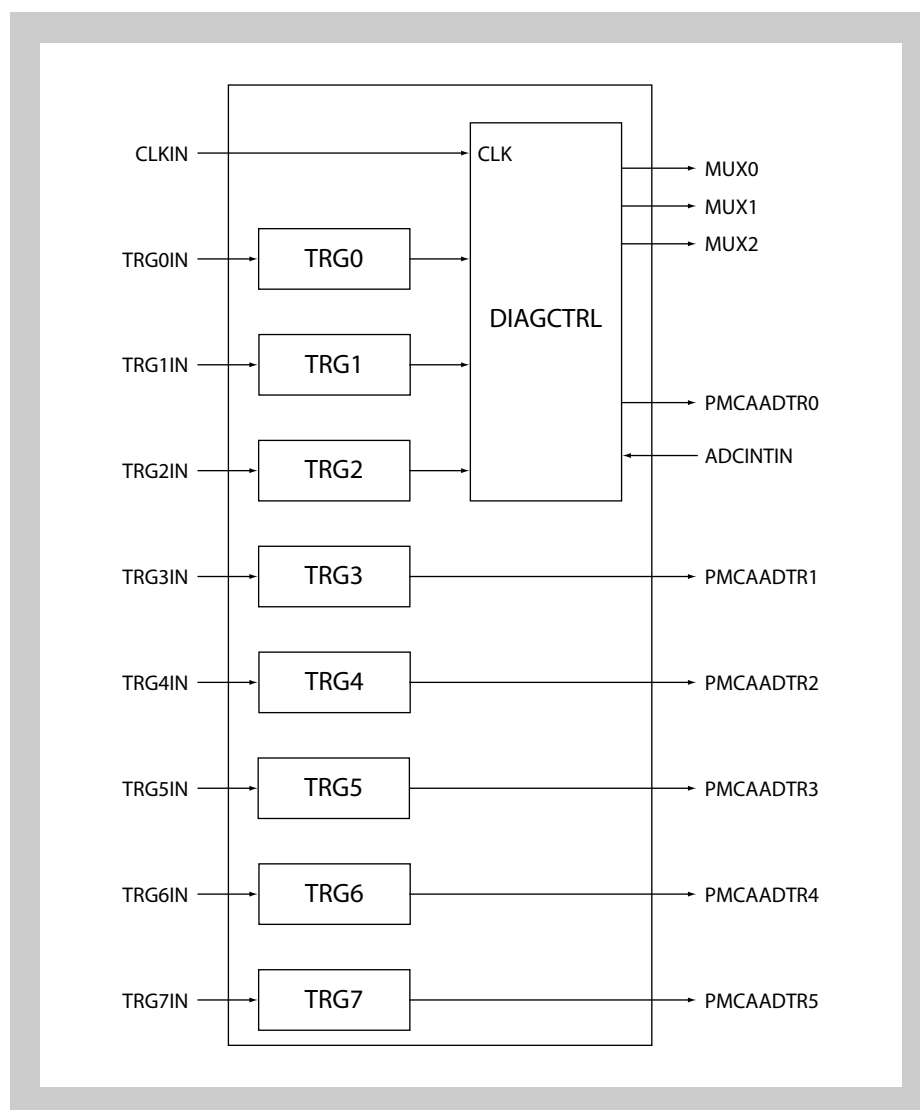 CLKIN CLK MUX0
MUX1
MUX2
TRG0IN TRG0
DIAGCTRL
TRG1IN TRG1
PMCAADTR0
TRG2IN TRG2 ADCINTIN
TRG3IN TRG3 PMCAADTR1
TRG4IN TRG4 PMCAADTR2
TRG5IN TRG5 PMCAADTR3
TRG6IN TRG6 PMCAADTR4
TRG7IN TRG7 PMCAADTR5